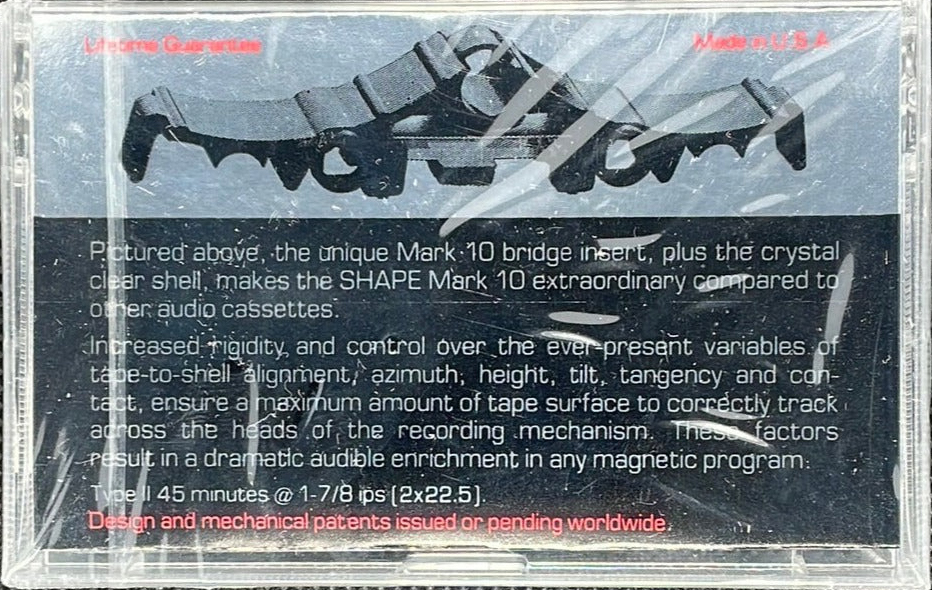 Lifetime Guarantee
Made in U.S.A
Pictured above, the unique Mark 10 bridge insert, plus the crystal
clear shell, makes the SHAPE Mark 10 extraordinary compared to
other audio cassettes.
Increased rigidity and control over the ever-present variables of
tape-to-shell alignment, azimuth, height, tilt, tangency and con-
tact, ensure a maximum amount of tape surface to correctly track
across the heads of the recording mechanism. These factors
result in a dramatic audible enrichment in any magnetic program.
Type II 45 minutes @ 1-7/8 ips (2x22.5)
Design and mechanical patents issued or pending worldwide.